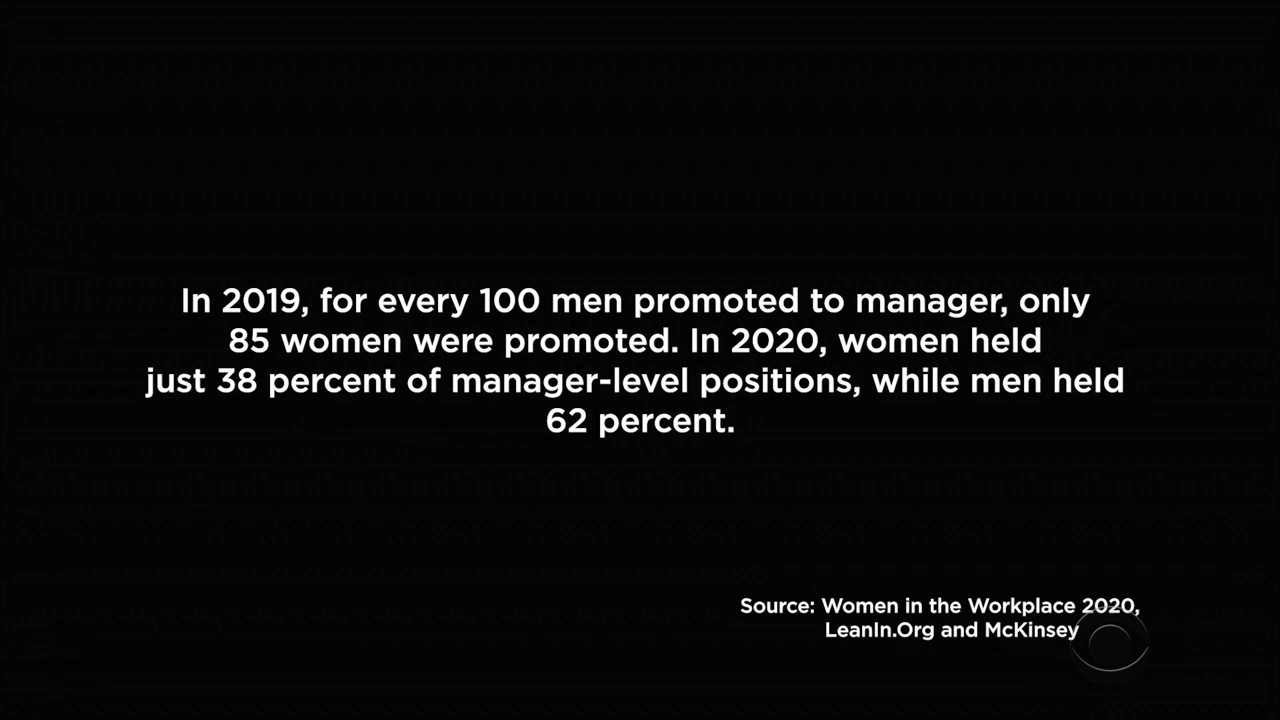 In 2019, for every 100 men promoted to manager, only
85 women were promoted. In 2020, women held
just 38 percent of manager-level positions, while men held
62 percent.
Source: Women in the Workplace 2020,
LeanIn.Org and McKinsey